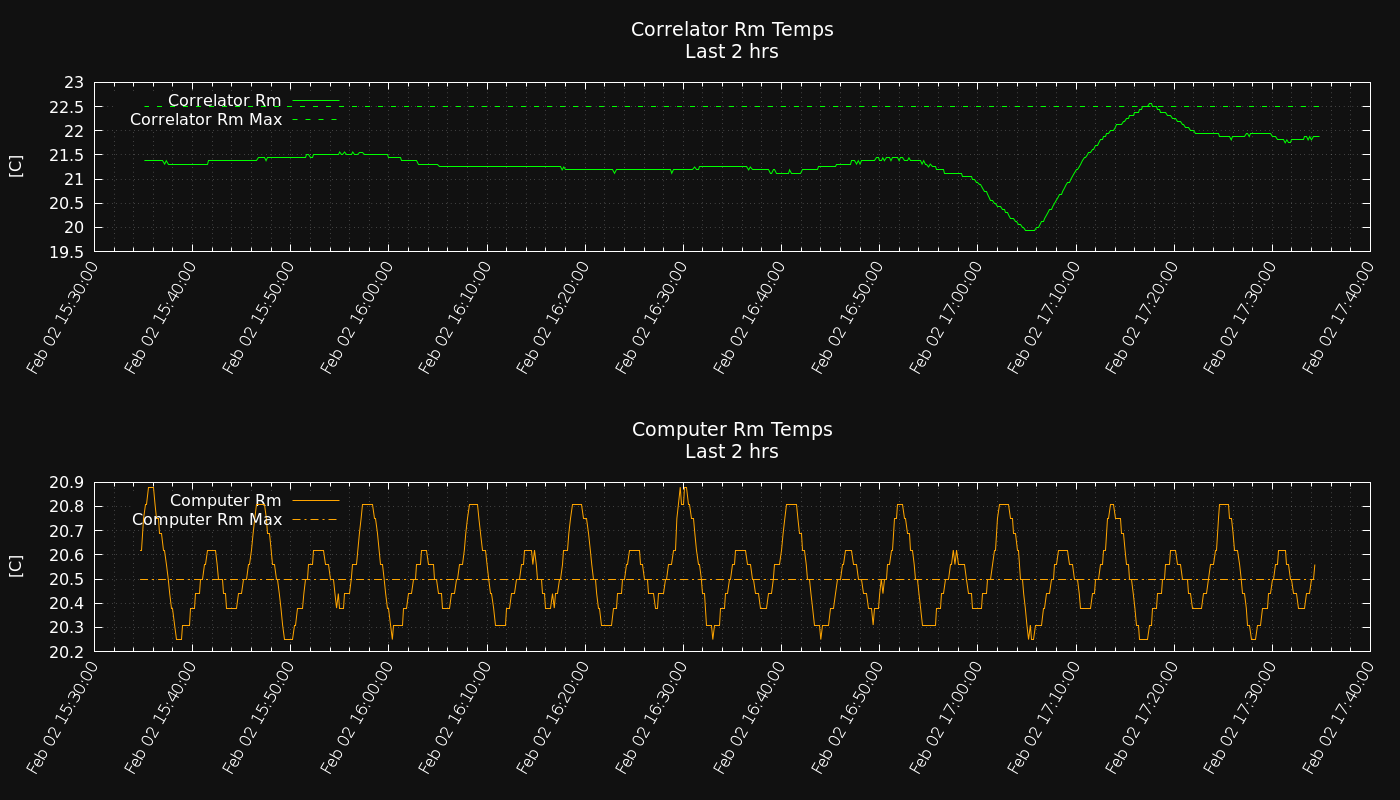 Correlator Rm Temps
Last 2 hrs
23
22.5
22
21.5
21
20.5
20
19.5
[C]
Correlator Rm
Correlator Rm Max
Feb 02 15:30:00
Feb 02 15:40:00
Feb 02 15:50:00
Feb 02 16:00:00
Feb 02 16:10:00
Feb 02 16:20:00
Feb 02 16:30:00
Feb 02 16:40:00
Feb 02 16:50:00
Feb 02 17:00:00
Feb 02 17:10:00
Feb 02 17:20:00
Feb 02 17:30:00
Feb 02 17:40:00
Computer Rm Temps
Last 2 hrs
20.9
20.8
20.7
20.6
20.5
20.4
20.3
20.2
[C]
Computer Rm
Computer Rm Max
Feb 02 15:30:00
Feb 02 15:40:00
Feb 02 15:50:00
Feb 02 16:00:00
Feb 02 16:10:00
Feb 02 16:20:00
Feb 02 16:30:00
Feb 02 16:40:00
Feb 02 16:50:00
Feb 02 17:00:00
Feb 02 17:10:00
Feb 02 17:20:00
Feb 02 17:30:00
Feb 02 17:40:00